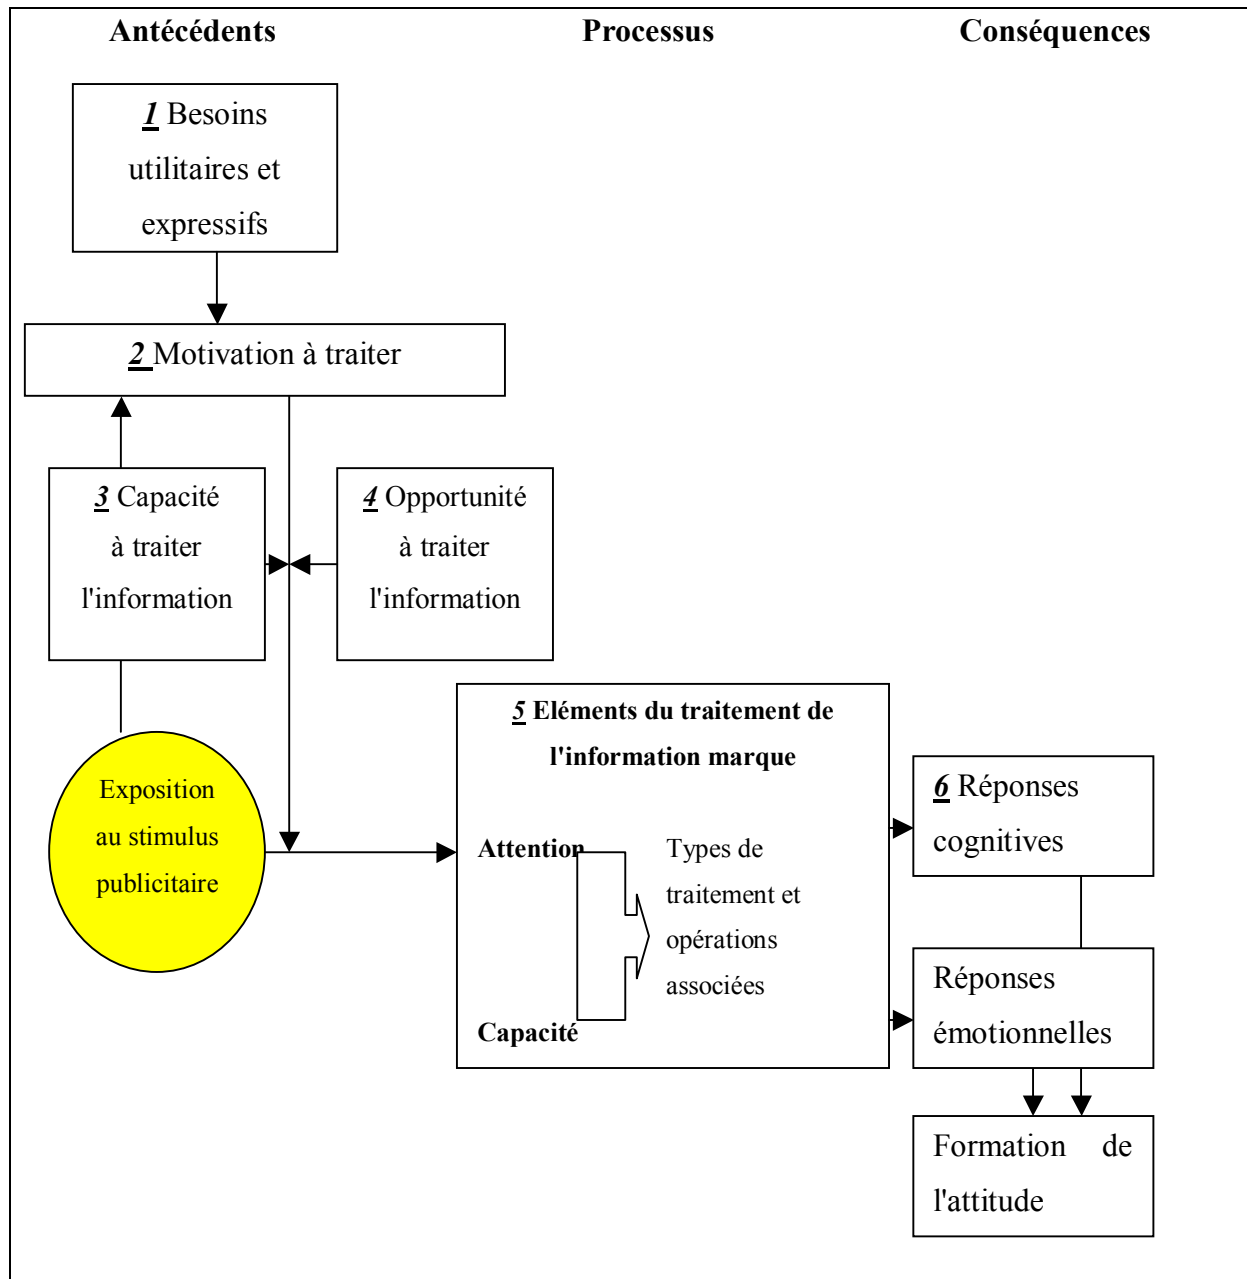 Antécédents Processus Conséquences
1 Besoins
utilitaires et
expressifs
2 Motivation à traiter
3 Capacité
à traiter
l'information
4 Opportunité
à traiter
l'information
Exposition
au stimulus
publicitaire
5 Eléments du traitement de
l'information marque
Attention
Capacité
Types de
traitement et
opérations
associées
6 Réponses
cognitives
Réponses
émotionnelles
Formation de
l'attitude